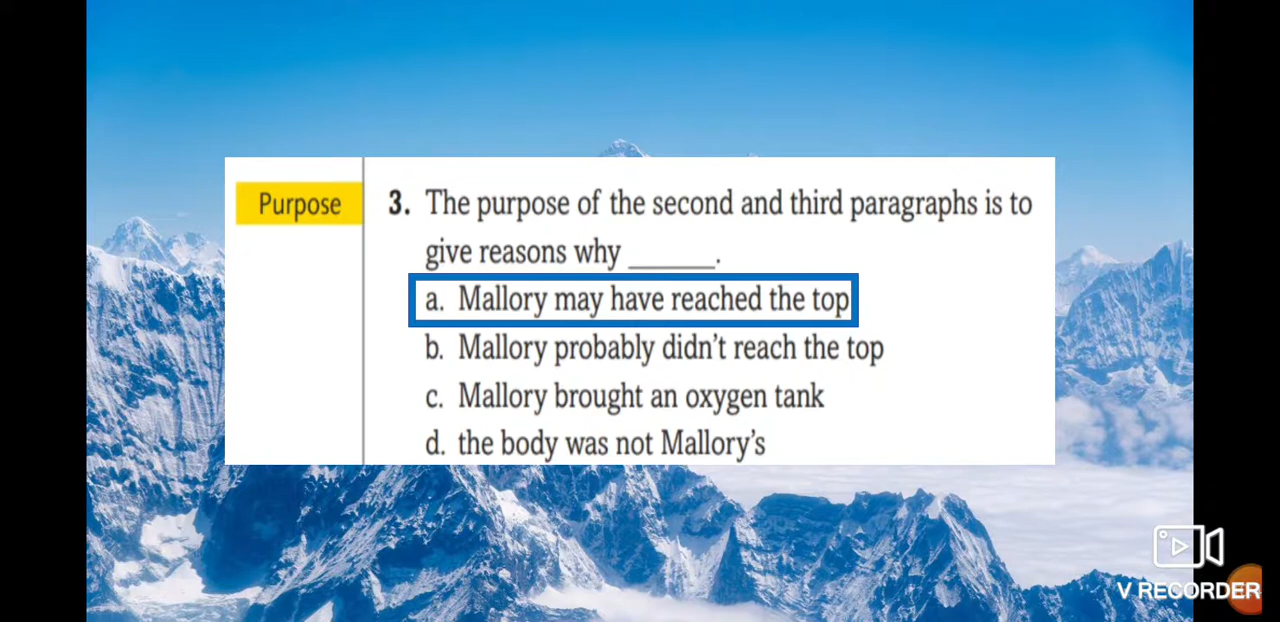 Purpose
3. The purpose of the second and third paragraphs is to
give reasons why ______.
a. Mallory may have reached the top
b. Mallory probably didn't reach the top
c. Mallory brought an oxygen tank
d. the body was not Mallory's
V RECORDER